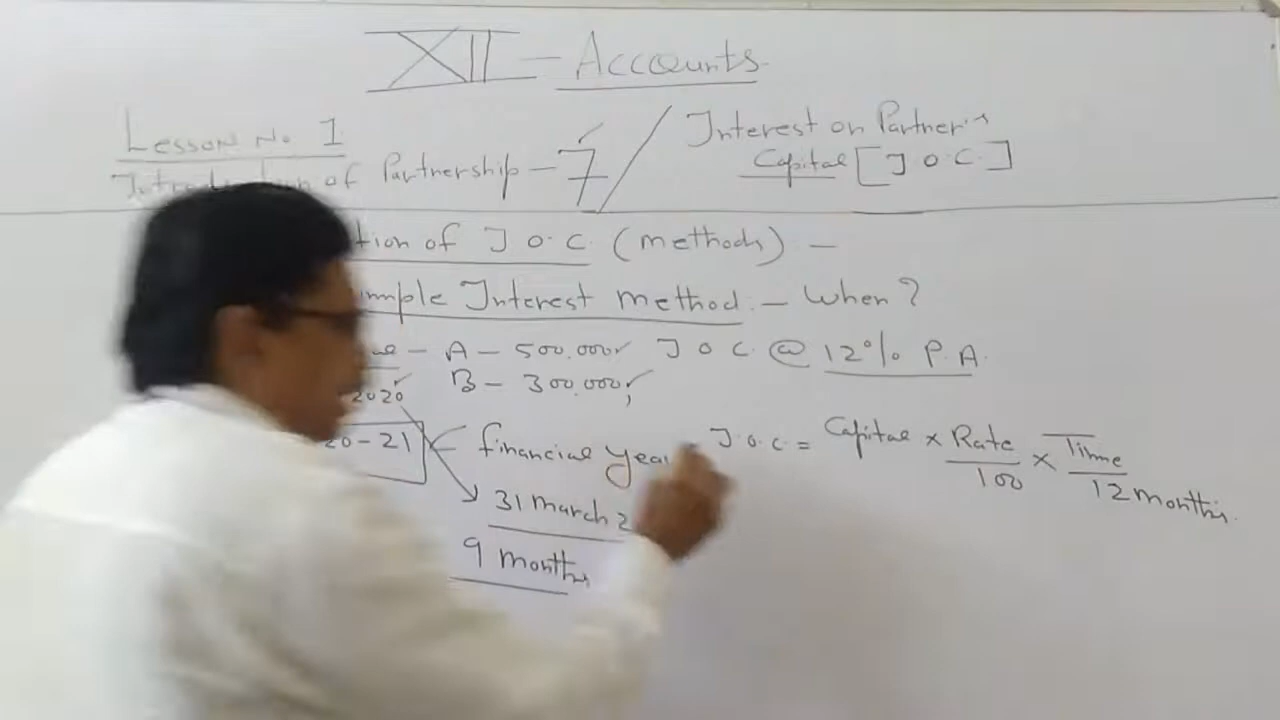 XII - Accounts
Lesson No 1
of Partnership - 7 / Interest on Partner's
Capital [I O.C.]
tion of I O.C. (methods) -
mple Interest method. - When?
ue - A - 500,000 I O C. @ 12% P.A.
2020 B - 300,000,
20-21] financial year I.O.C. = Capital × Rate/100 × Time/12 months.
31 march 2
9 months